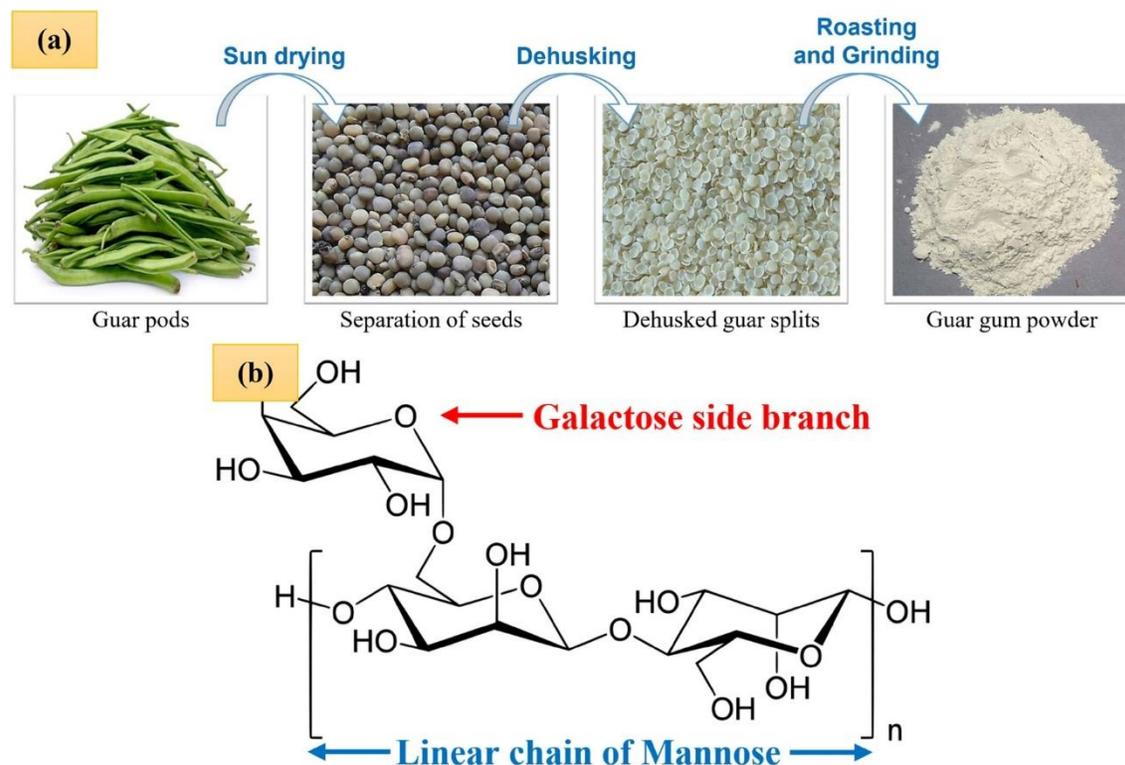 (a)
Sun drying
Dehusking
Roasting
and Grinding
Guar pods
Separation of seeds
Dehusked guar splits
Guar gum powder
(b)
OH
O
Galactose side branch
HO
OH
O
OH
H
O
O
HO
O
HO
OH
O
OH
OH
n
Linear chain of Mannose